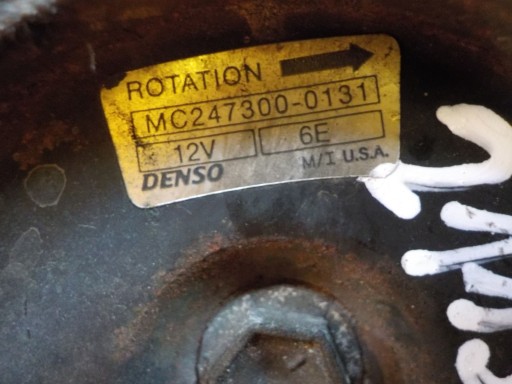 ROTATION
MC247300-0131
12V 6E
DENSO M/I U.S.A.